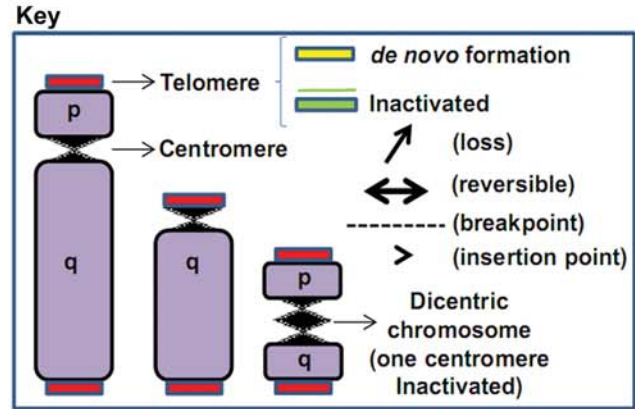 Key
de novo formation
Telomere
Inactivated
p
Centromere
(loss)
(reversible)
(breakpoint)
(insertion point)
q
q
p
q
Dicentric
chromosome
(one centromere
Inactivated)